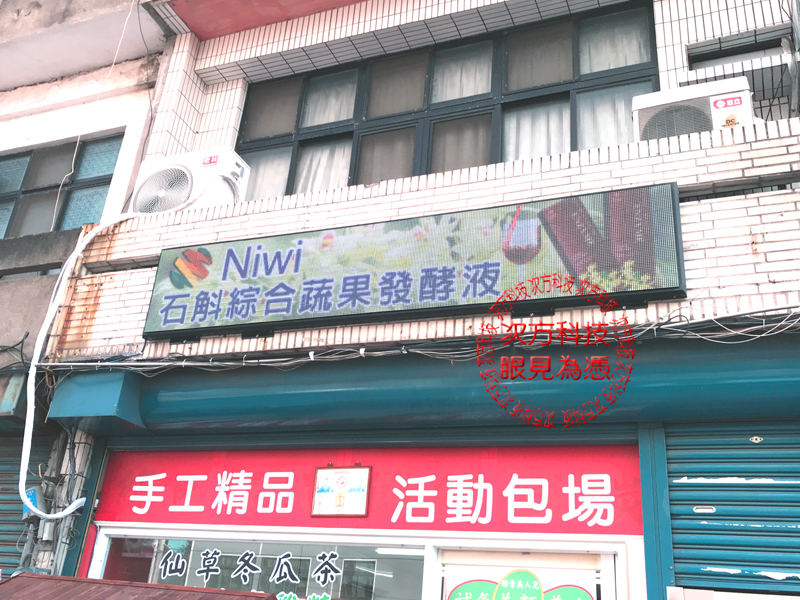 Niwi
石斛綜合蔬果發酵液
次方科技
眼見為憑
手工精品
活動包場
仙草冬瓜茶